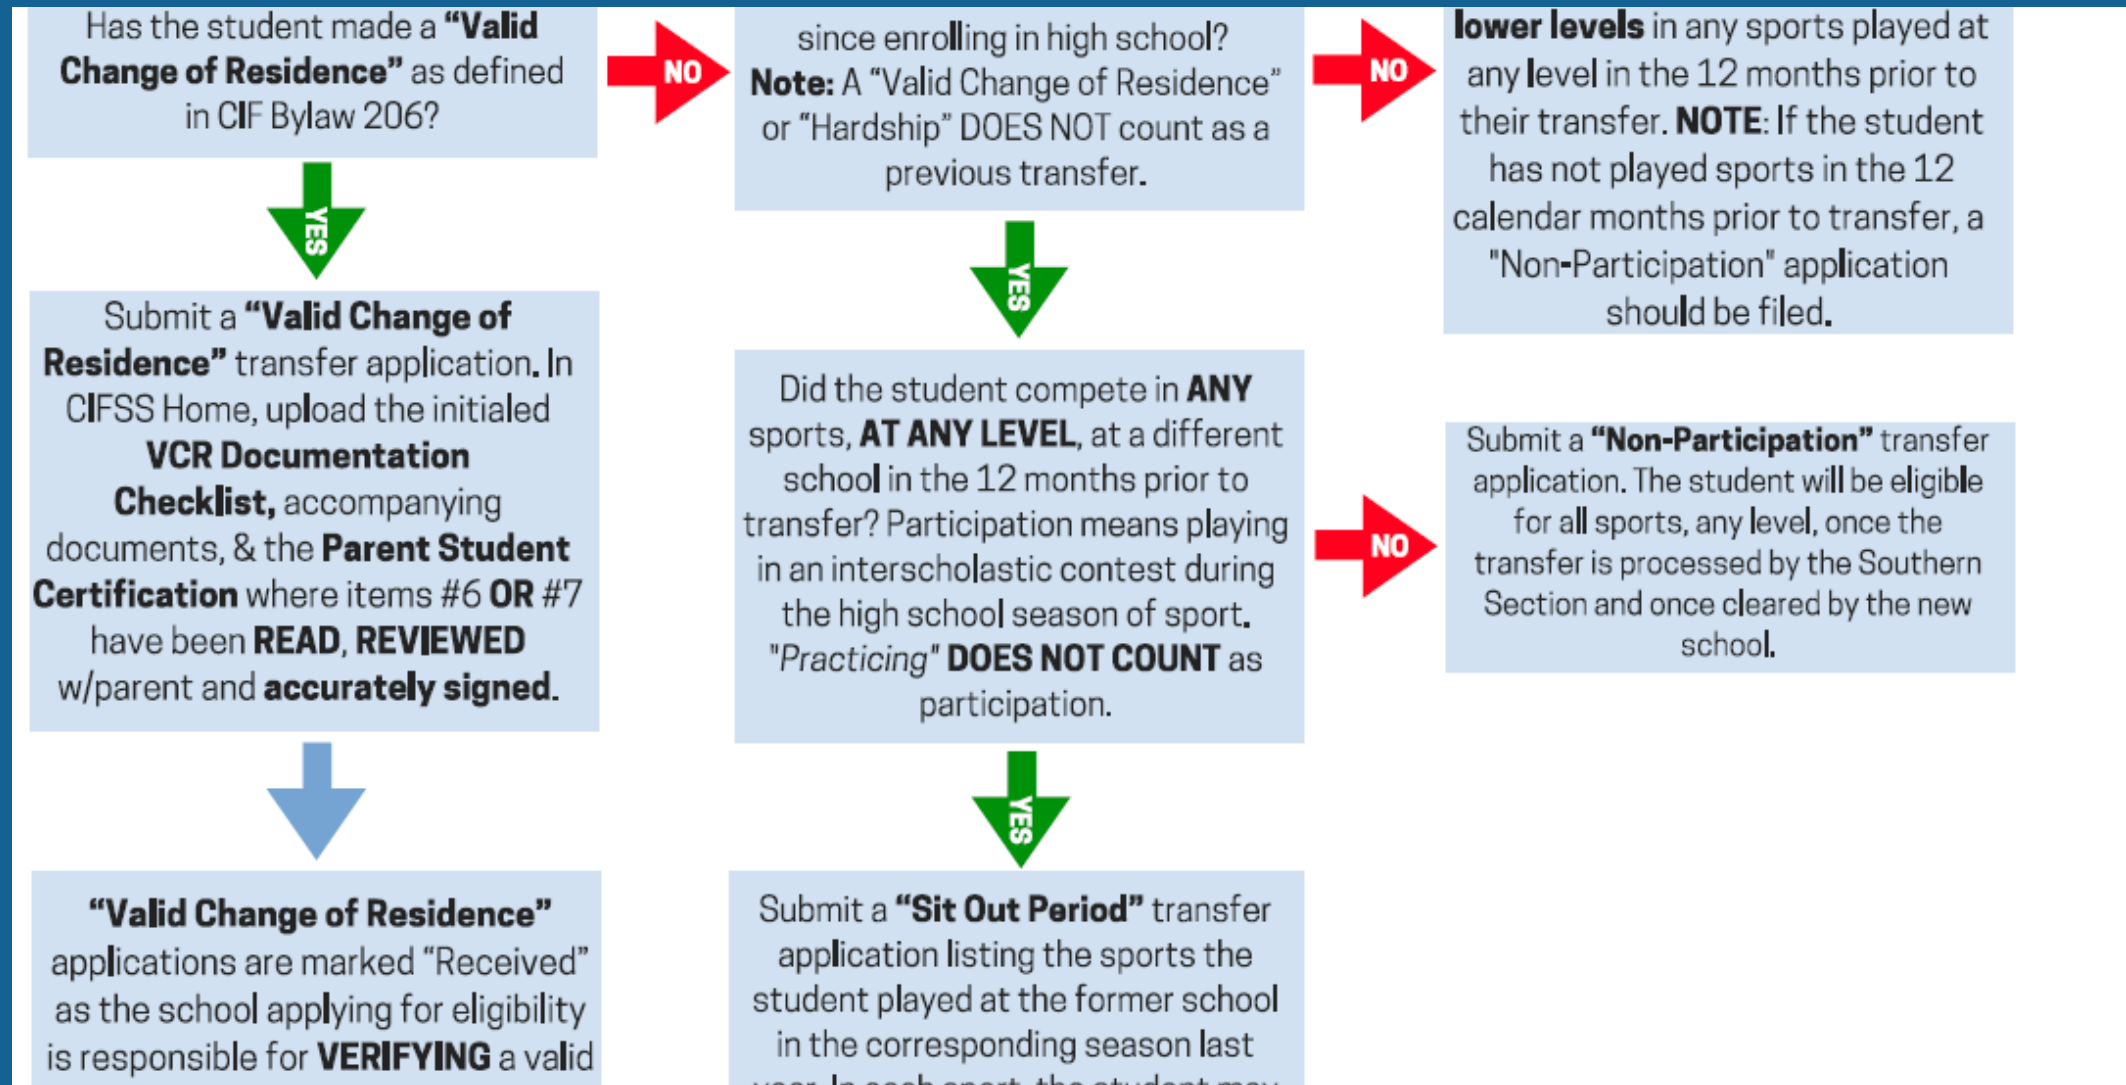 Has the student made a “Valid
Change of Residence” as defined
in CIF Bylaw 206?
NO
since enrolling in high school?
Note: A “Valid Change of Residence”
or “Hardship” DOES NOT count as a
previous transfer.
NO
lower levels in any sports played at
any level in the 12 months prior to
their transfer. NOTE: If the student
has not played sports in the 12
calendar months prior to transfer, a
"Non-Participation" application
should be filed.
YES
YES
Submit a “Valid Change of
Residence” transfer application. In
CIFSS Home, upload the initialed
VCR Documentation
Checklist, accompanying
documents, & the Parent Student
Certification where items #6 OR #7
have been READ, REVIEWED
w/parent and accurately signed.
Did the student compete in ANY
sports, AT ANY LEVEL, at a different
school in the 12 months prior to
transfer? Participation means playing
in an interscholastic contest during
the high school season of sport.
"Practicing" DOES NOT COUNT as
participation.
NO
Submit a “Non-Participation” transfer
application. The student will be eligible
for all sports, any level, once the
transfer is processed by the Southern
Section and once cleared by the new
school.
YES
“Valid Change of Residence”
applications are marked “Received”
as the school applying for eligibility
is responsible for VERIFYING a valid
Submit a “Sit Out Period” transfer
application listing the sports the
student played at the former school
in the corresponding season last
year. In each sport, the student may